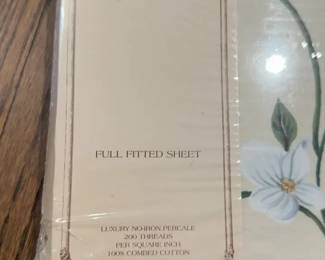 FULL FITTED SHEET
LUXURY NO-IRON PERCALE
200 THREADS
PER SQUARE INCH
100% COMBED COTTON